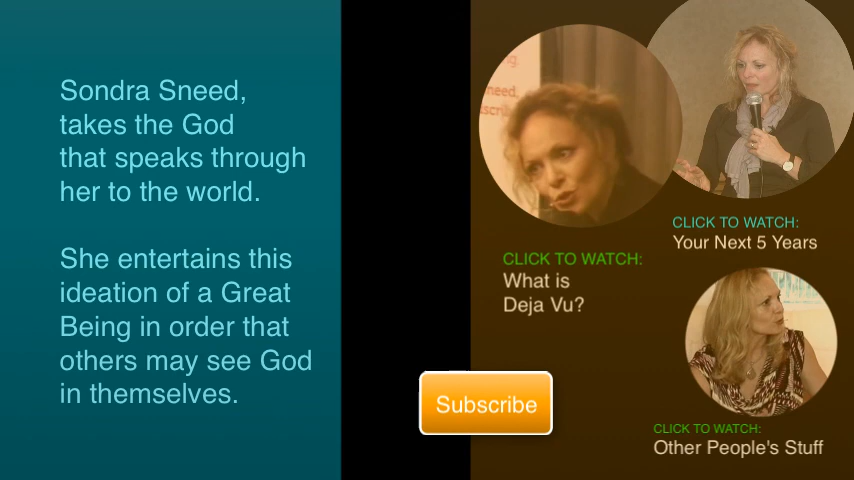 Sondra Sneed,
takes the God
that speaks through
her to the world.
She entertains this
ideation of a Great
Being in order that
others may see God
in themselves.
ng.
need,
CLICK TO WATCH:
Your Next 5 Years
CLICK TO WATCH:
What is
Deja Vu?
Subscribe
CLICK TO WATCH:
Other People's Stuff